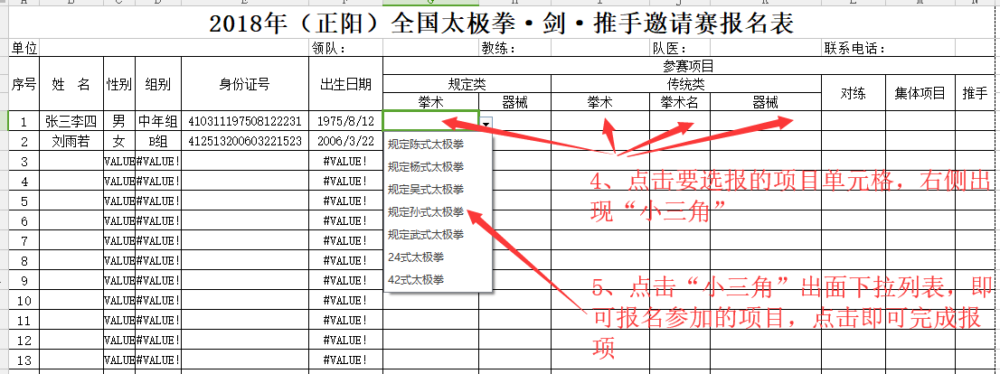 F G H I J K L M N
2018年（正阳）全国太极拳·剑·推手邀请赛报名表
单位 领队： 教练： 队医： 联系电话：
序号 姓 名 性别 组别 身份证号 出生日期 参赛项目
规定类 传统类 对练 集体项目 推手
拳术 器械 拳术 拳术名 器械
1 张三李四 男 中年组 410311197508122231 1975/8/12
2 刘雨若 女 B组 412513200603221523 2006/3/22
3 VALUE #VALUE! #VALUE!
4 VALUE #VALUE! #VALUE!
5 VALUE #VALUE! #VALUE!
6 VALUE #VALUE! #VALUE!
7 VALUE #VALUE! #VALUE!
8 VALUE #VALUE! #VALUE!
9 VALUE #VALUE! #VALUE!
10 VALUE #VALUE! #VALUE!
11 VALUE #VALUE! #VALUE!
12 VALUE #VALUE! #VALUE!
13 VALUE #VALUE! #VALUE!
规定陈式太极拳
规定杨式太极拳
规定吴式太极拳
规定孙式太极拳
规定武式太极拳
24式太极拳
42式太极拳
4、点击要选报的项目单元格，右侧出
现“小三角”
5、点击“小三角”出面下拉列表，即
可报名参加的项目，点击即可完成报
项